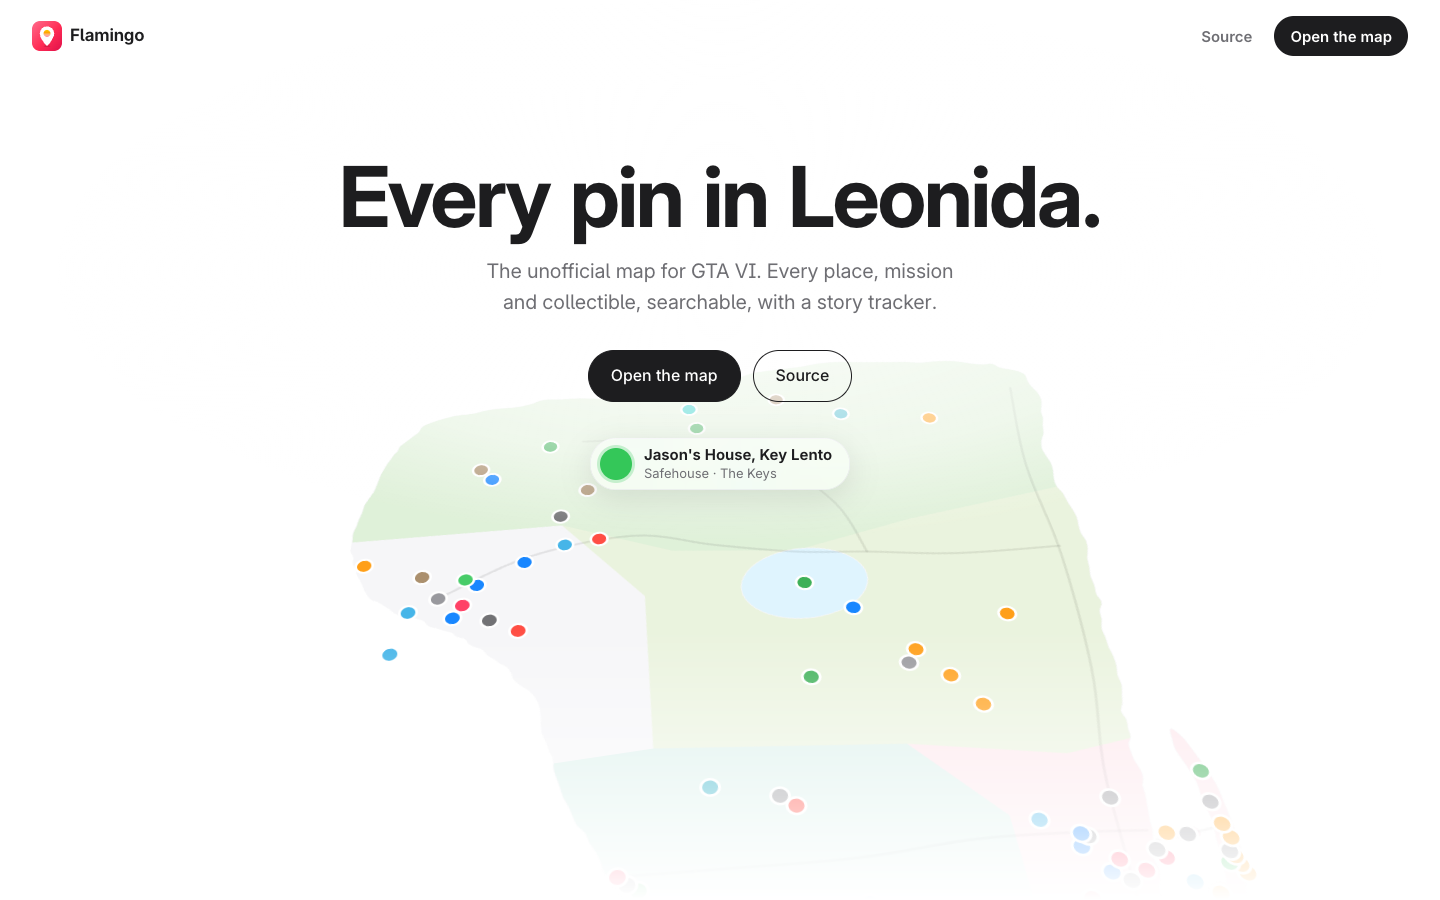 Flamingo
Source
Open the map
Every pin in Leonida.
The unofficial map for GTA VI. Every place, mission
and collectible, searchable, with a story tracker.
Open the map
Source
Jason's House, Key Lento
Safehouse · The Keys